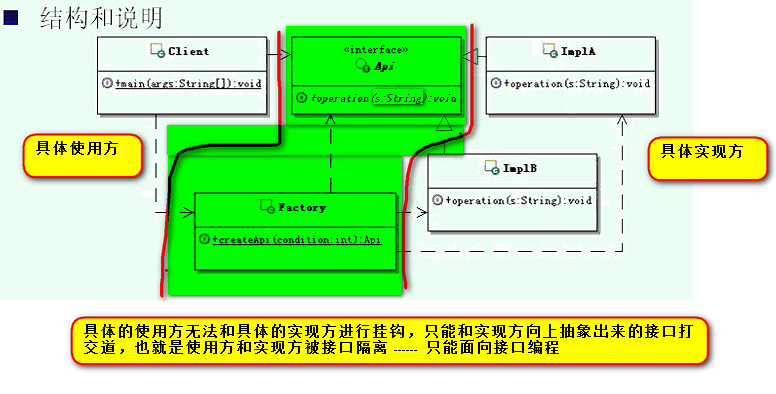 结构和说明
Client
+main(args:String[]):void
«interface»
Api
+operation(s:String):void
ImplA
+operation(s:String):void
具体使用方
具体实现方
ImplB
+operation(s:String):void
Factory
+createApi(condition:int):Api
具体的使用方无法和具体的实现方进行挂钩，只能和实现方向上抽象出来的接口打
交道，也就是使用方和实现方被接口隔离 ------ 只能面向接口编程